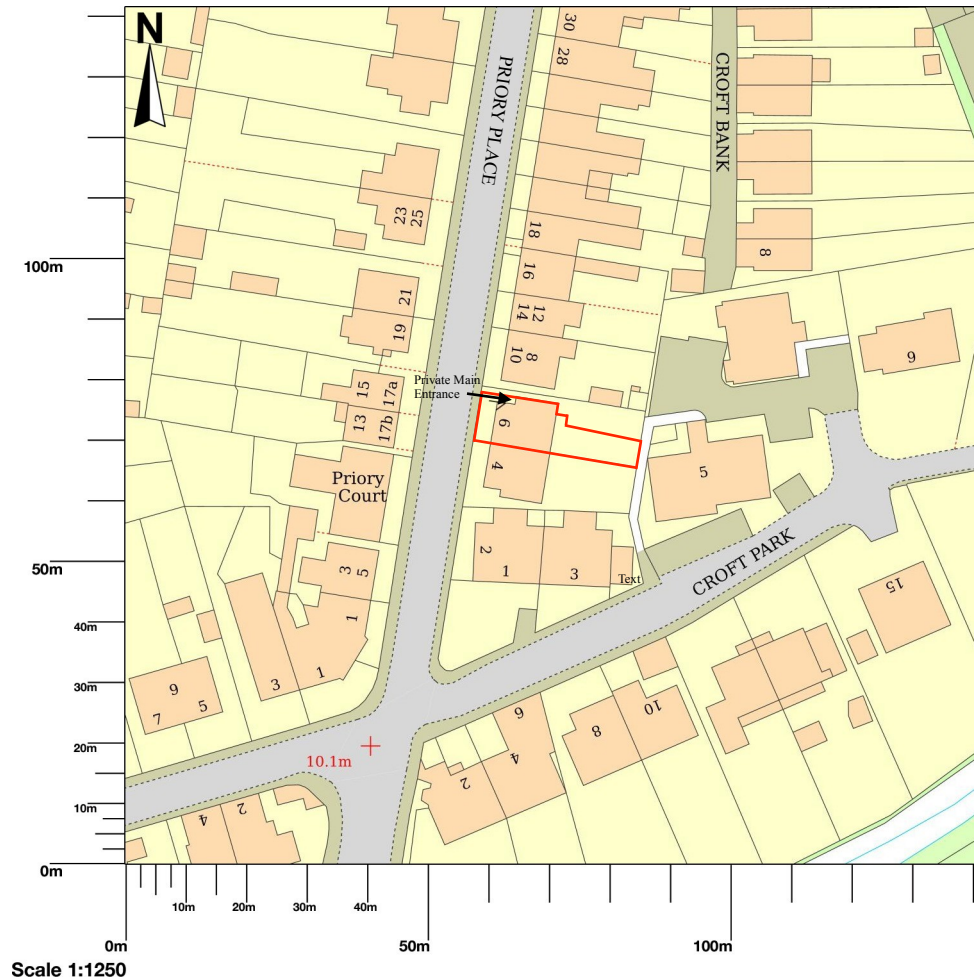 N
30
28
PRIORY PLACE
CROFT BANK
23
25
18
8
16
100m
21
12
14
19
8
10
9
Private Main
Entrance
15
17a
6
13
17b
4
5
Priory
Court
2
1
3
Text
50m
3
5
CROFT PARK
15
40m
1
30m
9
5
7
3
1
10
6
8
20m
10.1m
4
2
10m
2
4
0m
10m
20m
30m
40m
0m
50m
100m
Scale 1:1250